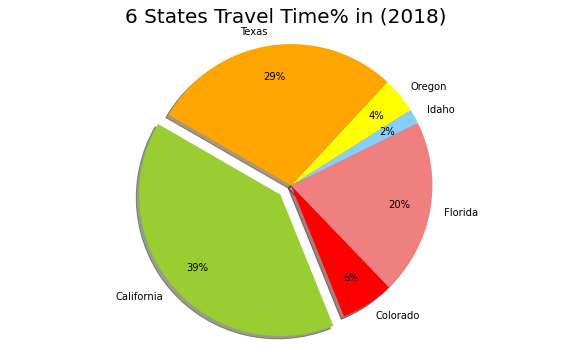 6 States Travel Time% in (2018)
Texas
29%
Oregon
4%
Idaho
2%
Florida
20%
Colorado
6%
California
39%